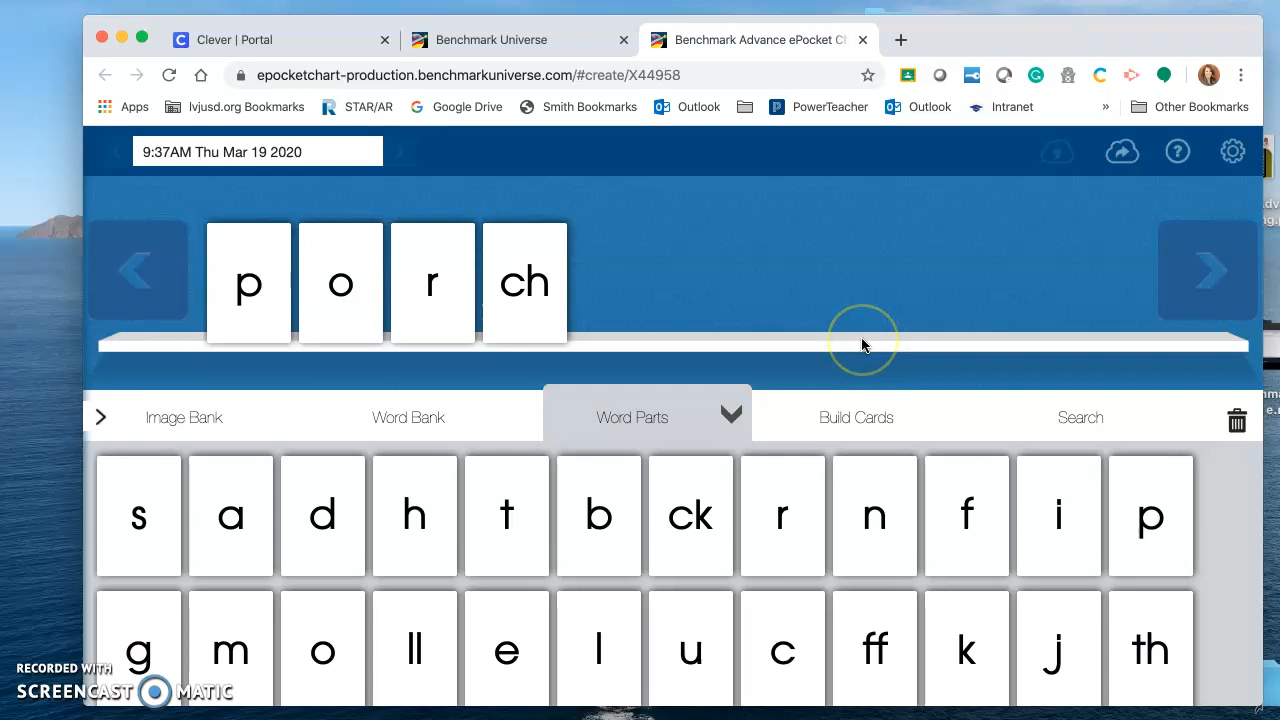 Clever | Portal
Benchmark Universe
Benchmark Advance ePocket Ch
epocketchart-production.benchmarkuniverse.com/#create/X44958
Apps
lvjusd.org Bookmarks
STAR/AR
Google Drive
Smith Bookmarks
Outlook
PowerTeacher
Outlook
Intranet
»
Other Bookmarks
9:37AM Thu Mar 19 2020
p o r ch
Image Bank
Word Bank
Word Parts
Build Cards
Search
s a d h t b ck r n f i p
g m o ll e l u c ff k j th
RECORDED WITH
SCREENCAST MATIC